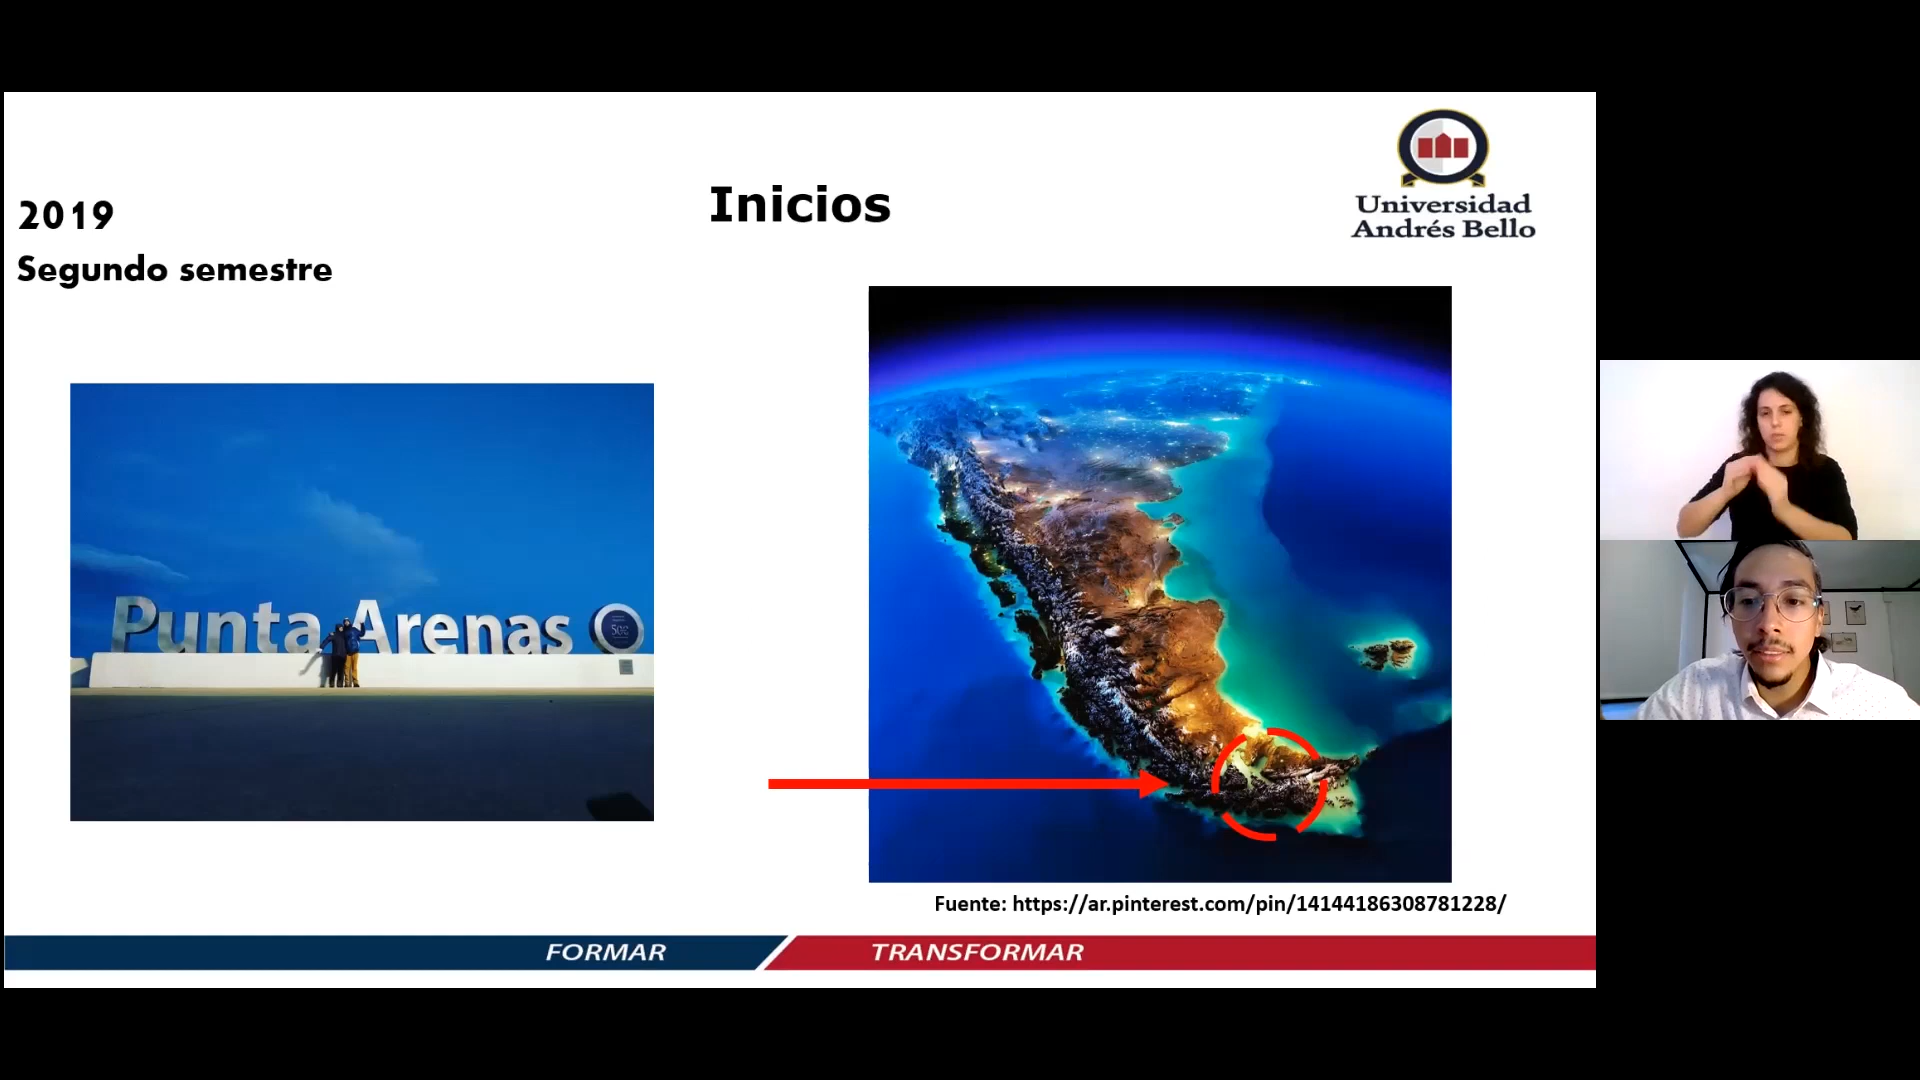 2019
Segundo semestre
Inicios
Universidad
Andrés Bello
Punta Arenas
Fuente: https://ar.pinterest.com/pin/14144186308781228/
FORMAR
TRANSFORMAR